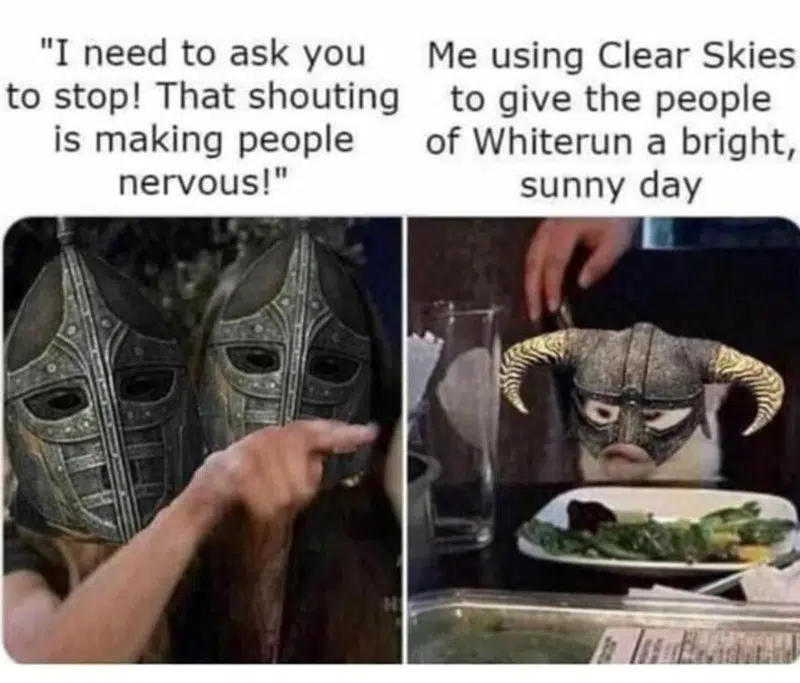 "I need to ask you
to stop! That shouting
is making people
nervous!"
Me using Clear Skies
to give the people
of Whiterun a bright,
sunny day